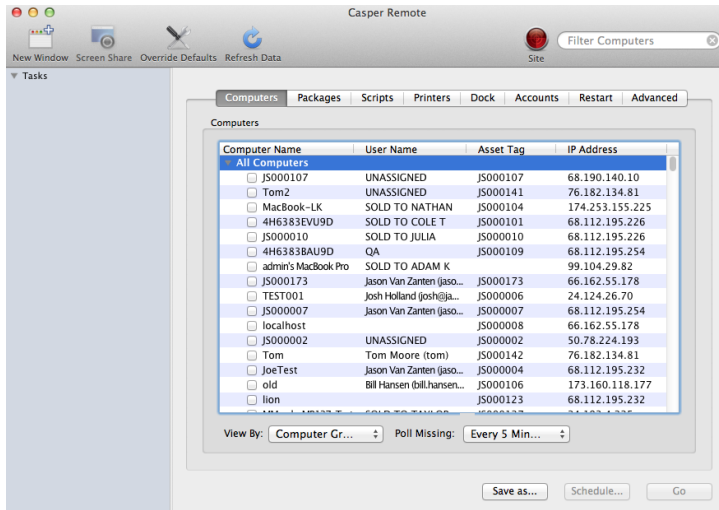 Casper Remote
New Window Screen Share Override Defaults Refresh Data Site Filter Computers
Tasks
Computers Packages Scripts Printers Dock Accounts Restart Advanced
Computers
Computer Name User Name Asset Tag IP Address
All Computers
JS000107 UNASSIGNED JS000107 68.190.140.10
Tom2 UNASSIGNED JS000141 76.182.134.81
MacBook-LK SOLD TO NATHAN JS000104 174.253.155.225
4H6383EVU9D SOLD TO COLE T JS000101 68.112.195.226
JS000010 SOLD TO JULIA JS000010 68.112.195.226
4H6383BAU9D QA JS000109 68.112.195.254
admin's MacBook Pro SOLD TO ADAM K 99.104.29.82
JS000173 Jason Van Zanten (jaso... JS000173 66.162.55.178
TEST001 Josh Holland (josh@ja... JS000006 24.124.26.70
JS000007 Jason Van Zanten (jaso... JS000007 68.112.195.254
localhost JS000008 66.162.55.178
JS000002 UNASSIGNED JS000002 50.78.224.193
Tom Tom Moore (tom) JS000142 76.182.134.81
JoeTest Jason Van Zanten (jaso... JS000004 68.112.195.232
old Bill Hansen (bill.hansen... JS000106 173.160.118.177
lion JS000123 68.112.195.232
View By: Computer Gr... Poll Missing: Every 5 Min...
Save as... Schedule... Go